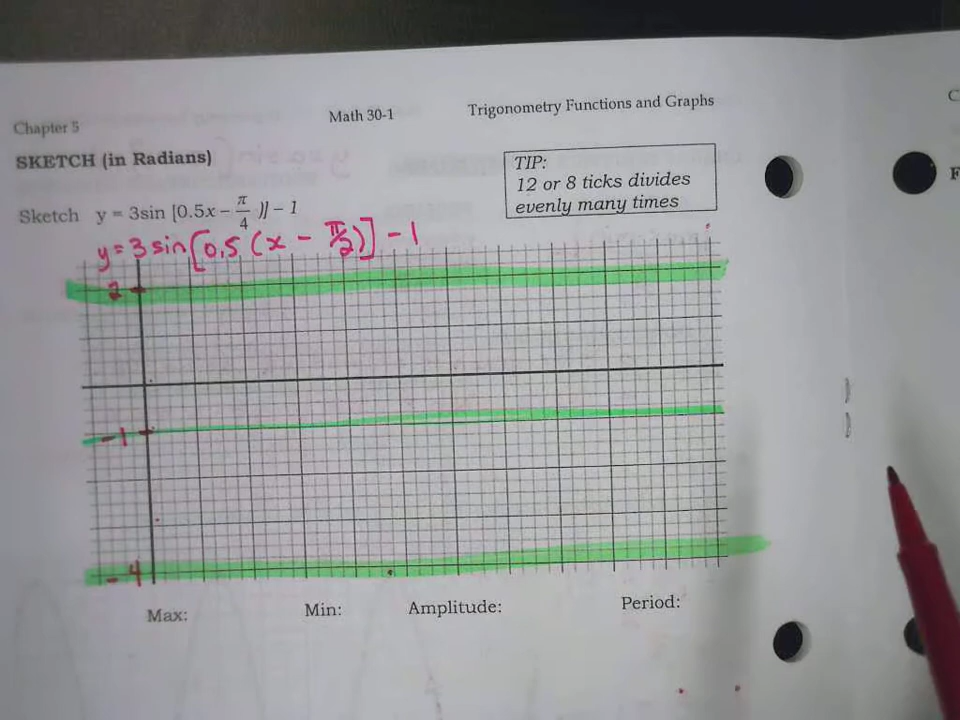 Chapter 5
Math 30-1
Trigonometry Functions and Graphs
SKETCH (in Radians)
TIP:
12 or 8 ticks divides
evenly many times
Sketch y = 3sin [0.5x – π/4 )] – 1
y = 3 sin [0.5 (x - π/2)] - 1
2
-1
-4
Max:
Min:
Amplitude:
Period:
C
F